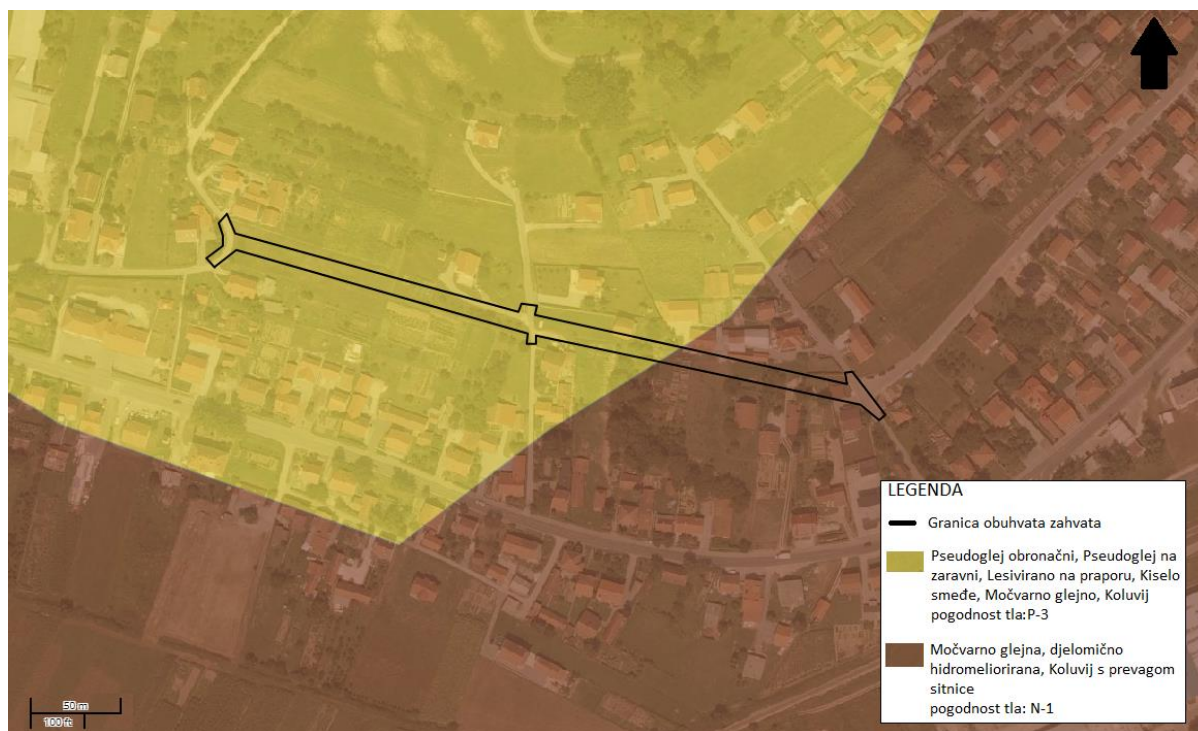 LEGENDA
Granica obuhvata zahvata
Pseudoglej obronačni, Pseudoglej na
zaravni, Lesivirano na praporu, Kiselo
smeđe, Močvarno glejno, Koluvij
pogodnost tla:P-3
Močvarno glejna, djelomično
hidromeliorirana, Koluvij s prevagom
sitnice
pogodnost tla: N-1
50 m
100 ft